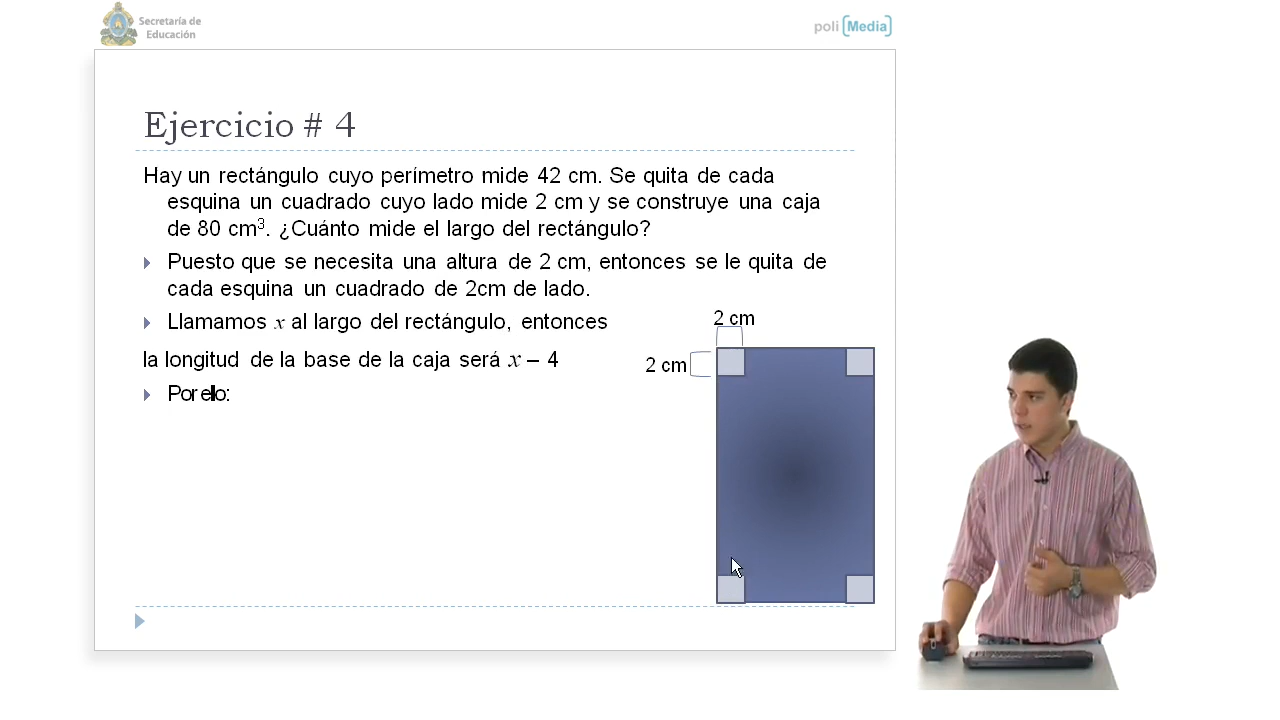 Secretaría de
Educación
poli [Media]
Ejercicio # 4
Hay un rectángulo cuyo perímetro mide 42 cm. Se quita de cada
esquina un cuadrado cuyo lado mide 2 cm y se construye una caja
de 80 cm³. ¿Cuánto mide el largo del rectángulo?
Puesto que se necesita una altura de 2 cm, entonces se le quita de
cada esquina un cuadrado de 2cm de lado.
Llamamos x al largo del rectángulo, entonces
la longitud de la base de la caja será x – 4
Por ello:
2 cm
2 cm